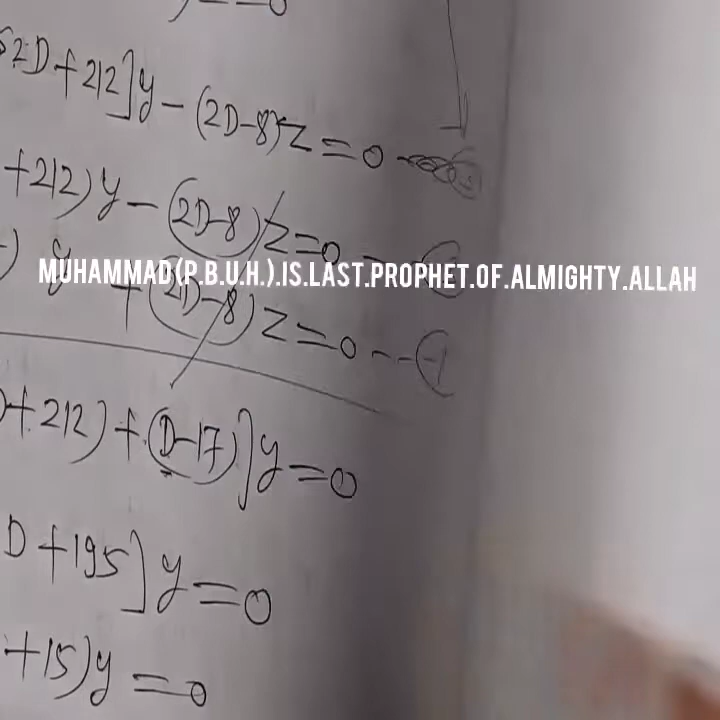 2D + 212] y - (2D-8) z = 0
+ 212) y - (2D-8) z = 0
MUHAMMAD(P.B.U.H.).IS.LAST.PROPHET.OF.ALMIGHTY.ALLAH
) y + (2D-8) z = 0 -- (1
+ 212) + (D-17)] y = 0
D + 195] y = 0
+ 15) y = 0